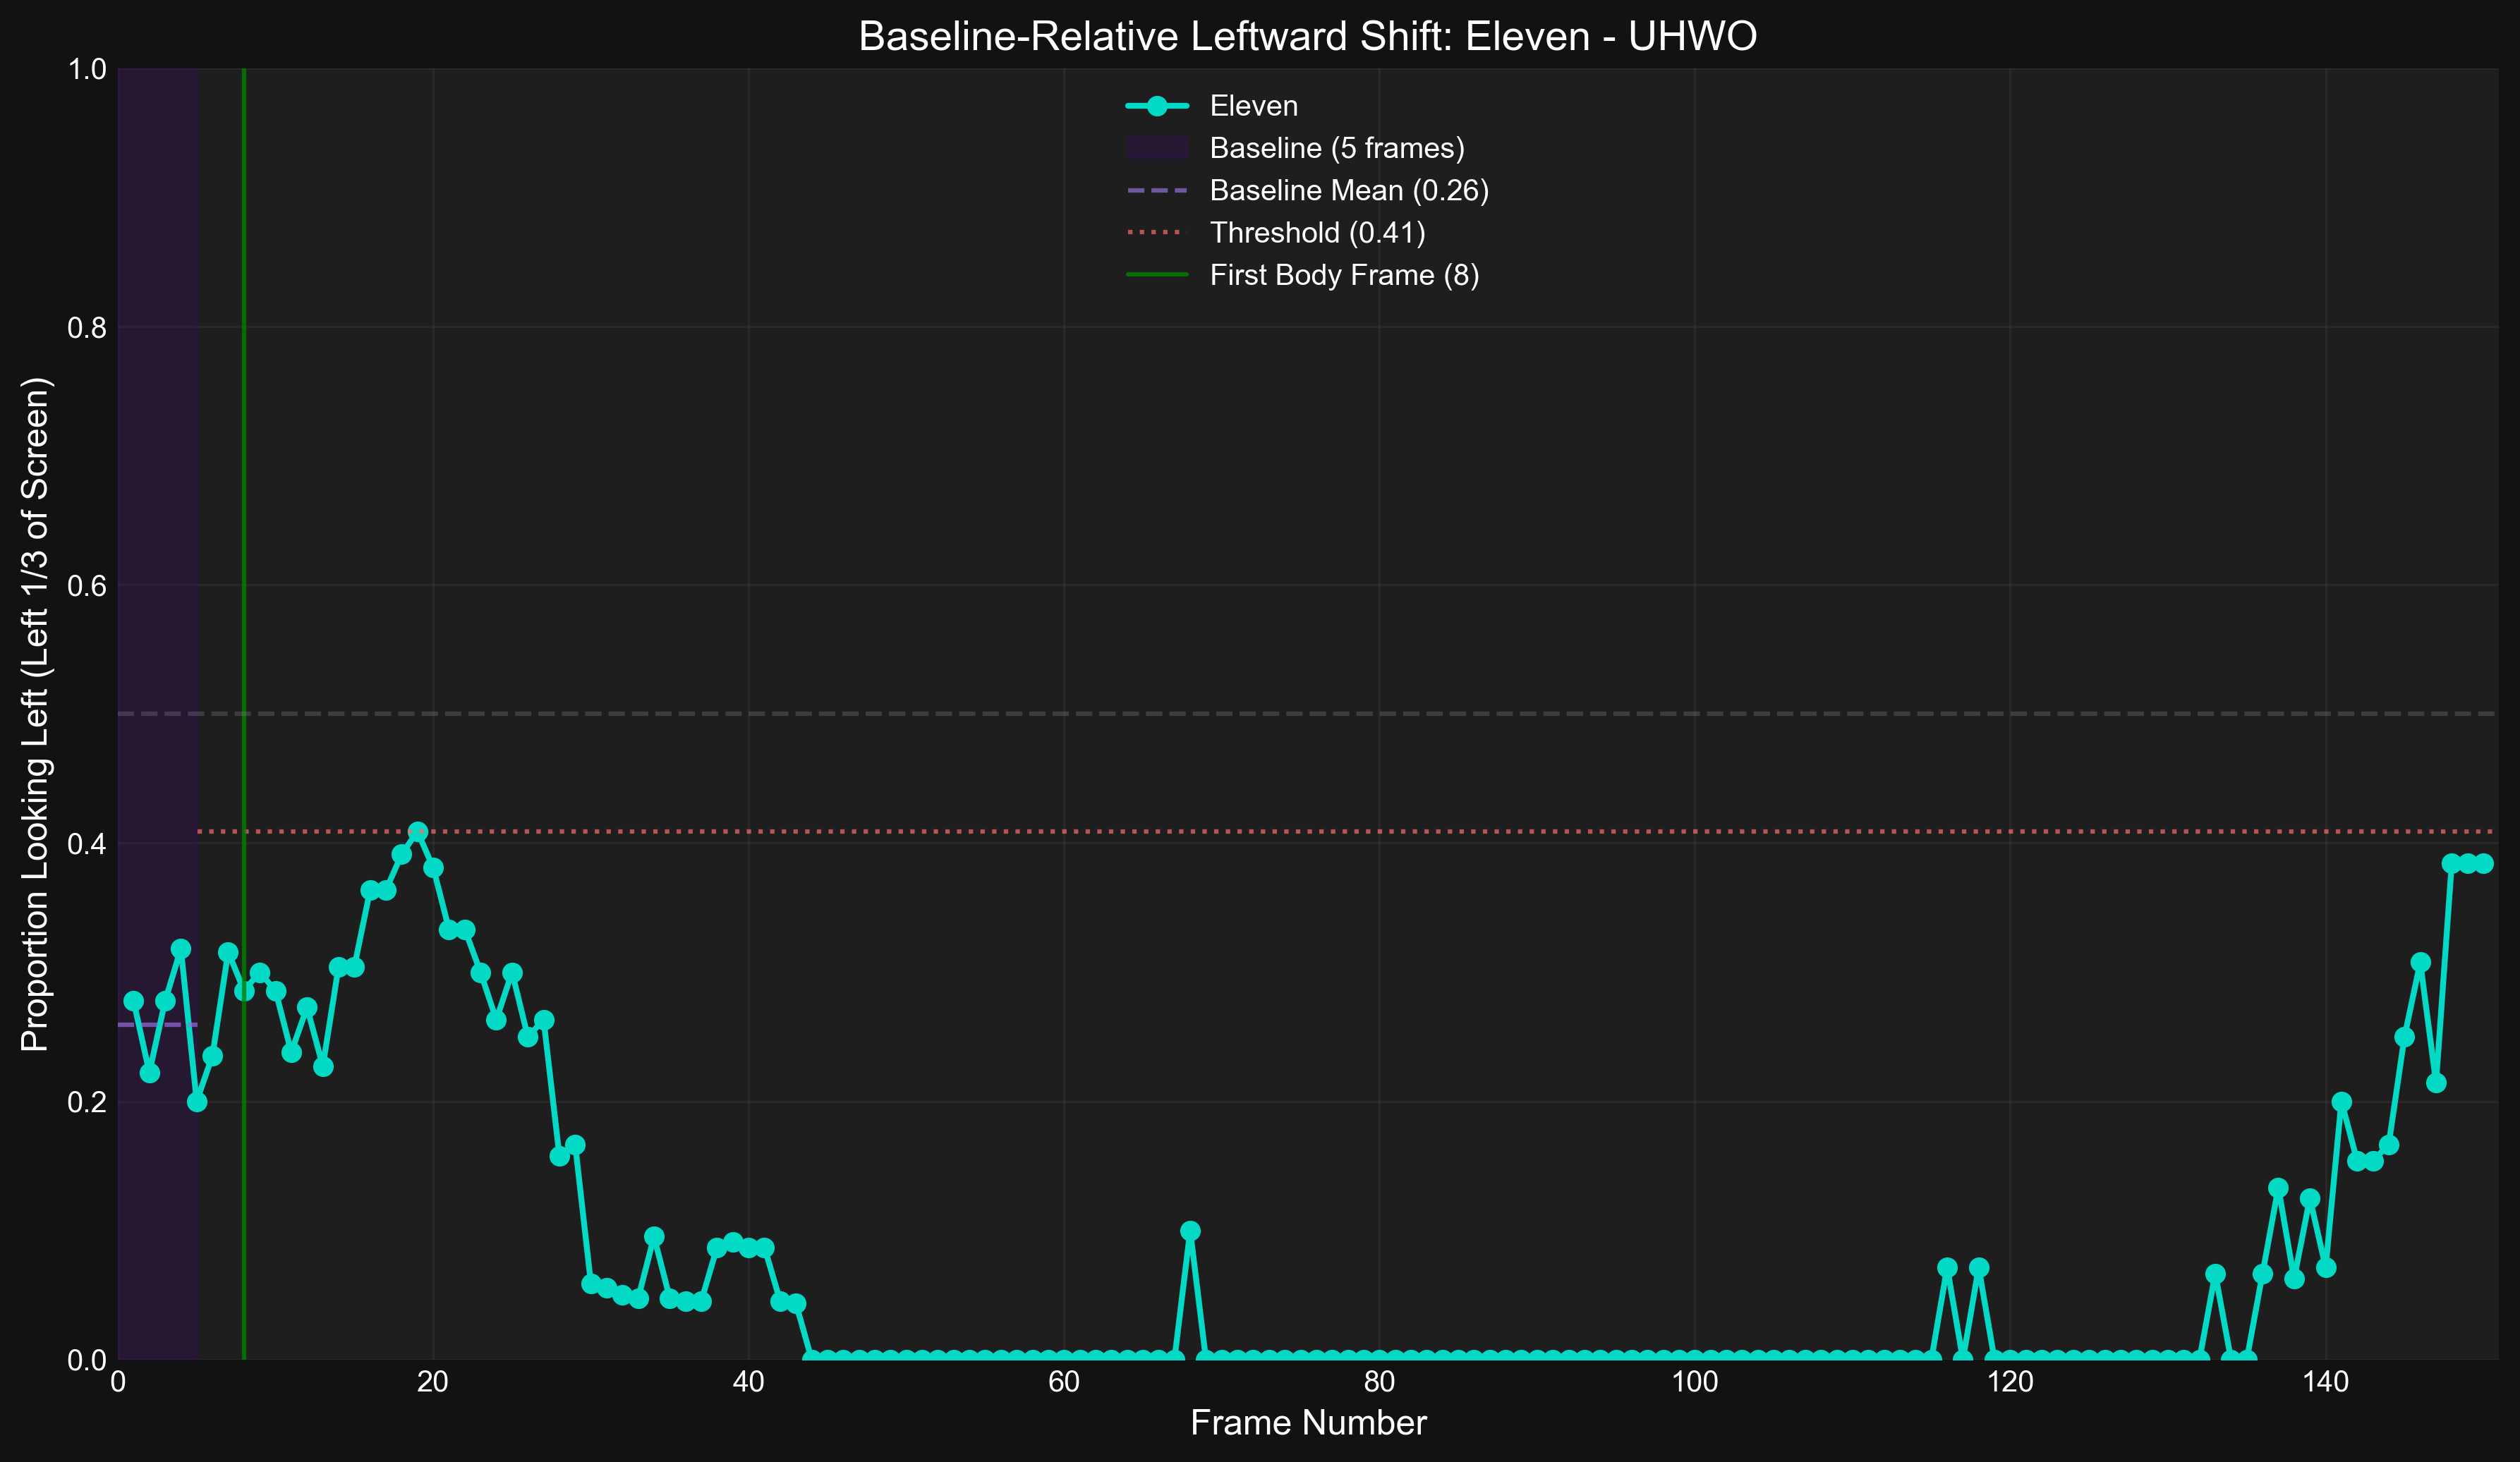 Baseline-Relative Leftward Shift: Eleven - UHWO
Eleven
Baseline (5 frames)
Baseline Mean (0.26)
Threshold (0.41)
First Body Frame (8)
Proportion Looking Left (Left 1/3 of Screen)
1.0
0.8
0.6
0.4
0.2
0.0
0 20 40 60 80 100 120 140
Frame Number